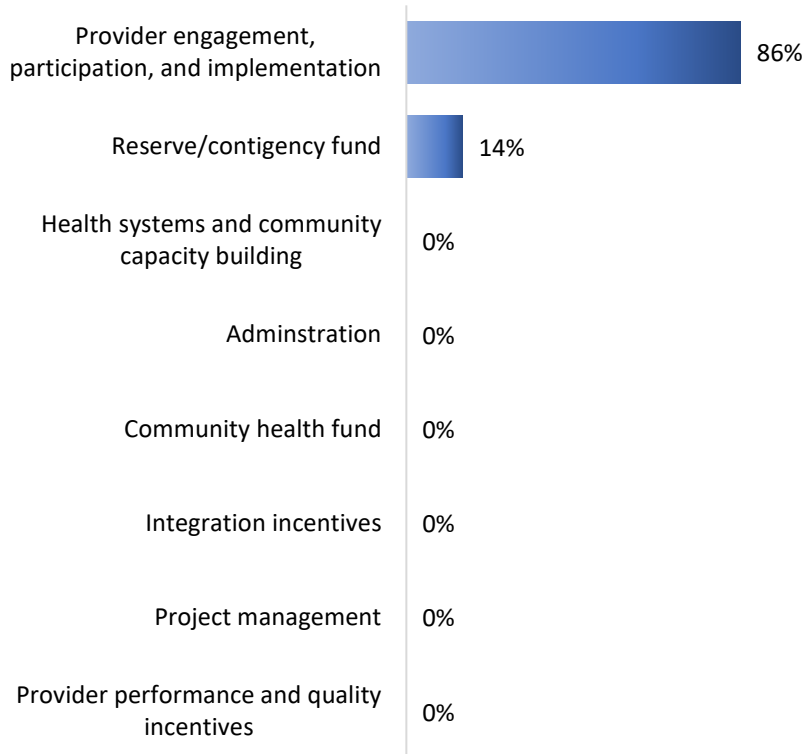 Provider engagement,
participation, and implementation
86%
Reserve/contigency fund
14%
Health systems and community
capacity building
0%
Adminstration
0%
Community health fund
0%
Integration incentives
0%
Project management
0%
Provider performance and quality
incentives
0%